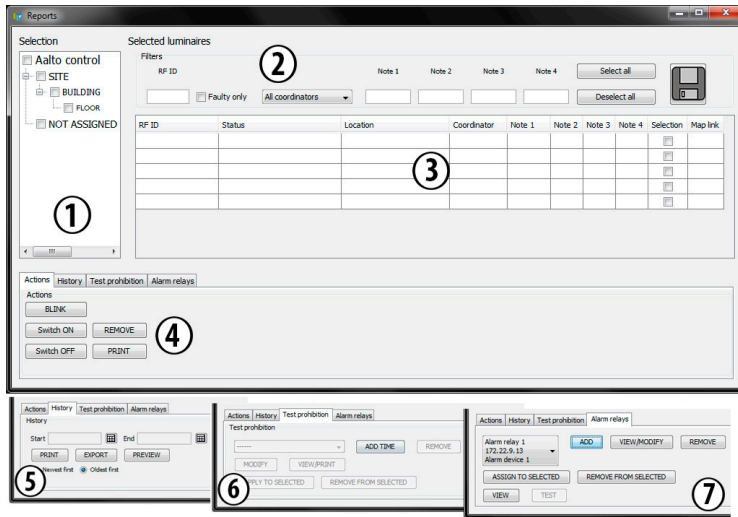 Reports
Selection
Selected luminaires
Aalto control
SITE
BUILDING
FLOOR
NOT ASSIGNED
1
Filters
RF ID
2
Note 1 Note 2 Note 3 Note 4
Select all
Faulty only
All coordinators
Deselect all
RF ID Status Location Coordinator Note 1 Note 2 Note 3 Note 4 Selection Map link
3
Actions History Test prohibition Alarm relays
Actions
BLINK
Switch ON REMOVE
Switch OFF PRINT
4
Actions History Test prohibition Alarm relays
History
Start End
PRINT EXPORT PREVIEW
Newest first Oldest first
5
Actions History Test prohibition Alarm relays
Test prohibition
------ ADD TIME REMOVE
MODIFY VIEW/PRINT
PPLY TO SELECTED REMOVE FROM SELECTED
6
Actions History Test prohibition Alarm relays
Alarm relay 1
172.22.9.13
Alarm device 1
ADD VIEW/MODIFY REMOVE
ASSIGN TO SELECTED REMOVE FROM SELECTED
VIEW TEST
7